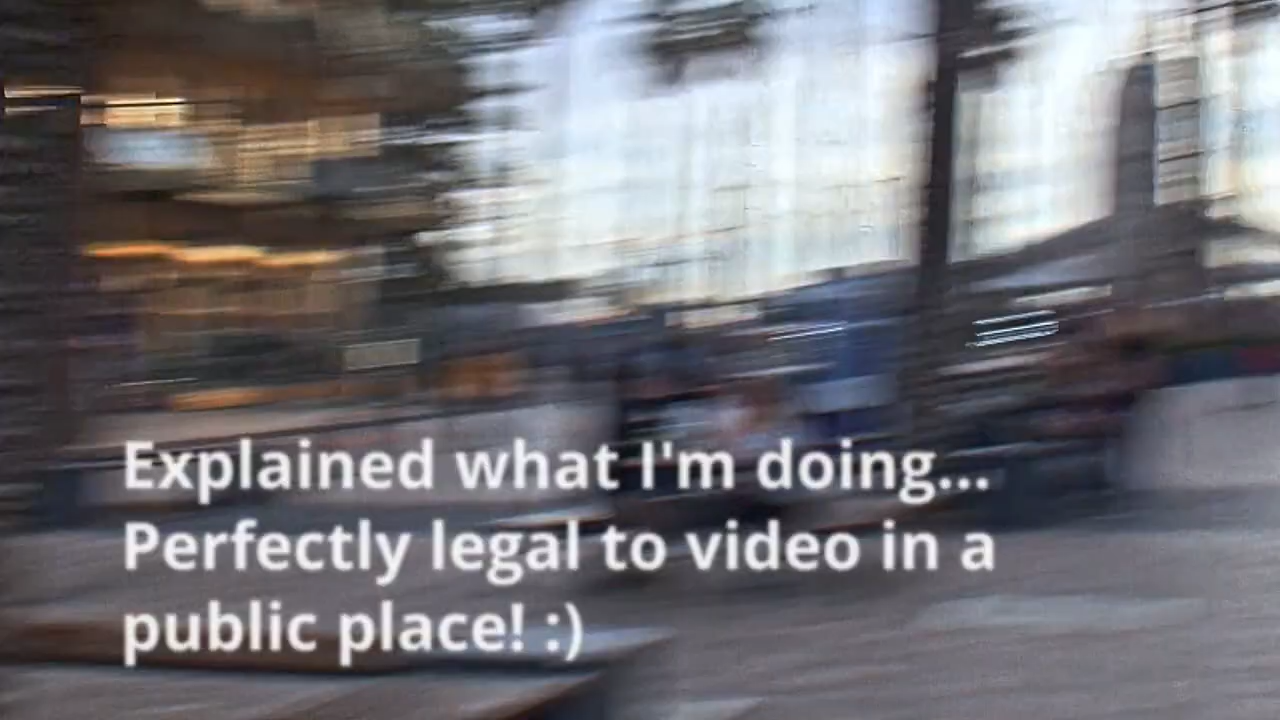 Explained what I'm doing...
Perfectly legal to video in a
public place! :)